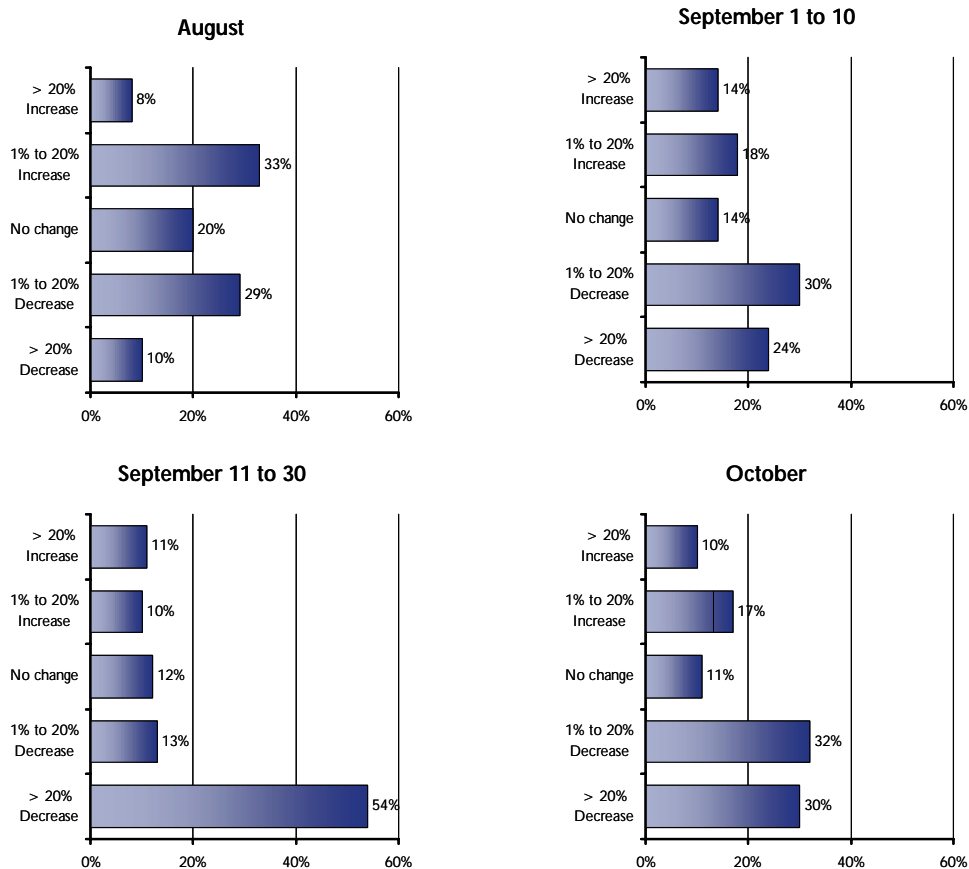 August
> 20%
Increase
8%
1% to 20%
Increase
33%
No change
20%
1% to 20%
Decrease
29%
> 20%
Decrease
10%
0%
20%
40%
60%
September 1 to 10
> 20%
Increase
14%
1% to 20%
Increase
18%
No change
14%
1% to 20%
Decrease
30%
> 20%
Decrease
24%
0%
20%
40%
60%
September 11 to 30
> 20%
Increase
11%
1% to 20%
Increase
10%
No change
12%
1% to 20%
Decrease
13%
> 20%
Decrease
54%
0%
20%
40%
60%
October
> 20%
Increase
10%
1% to 20%
Increase
17%
No change
11%
1% to 20%
Decrease
32%
> 20%
Decrease
30%
0%
20%
40%
60%